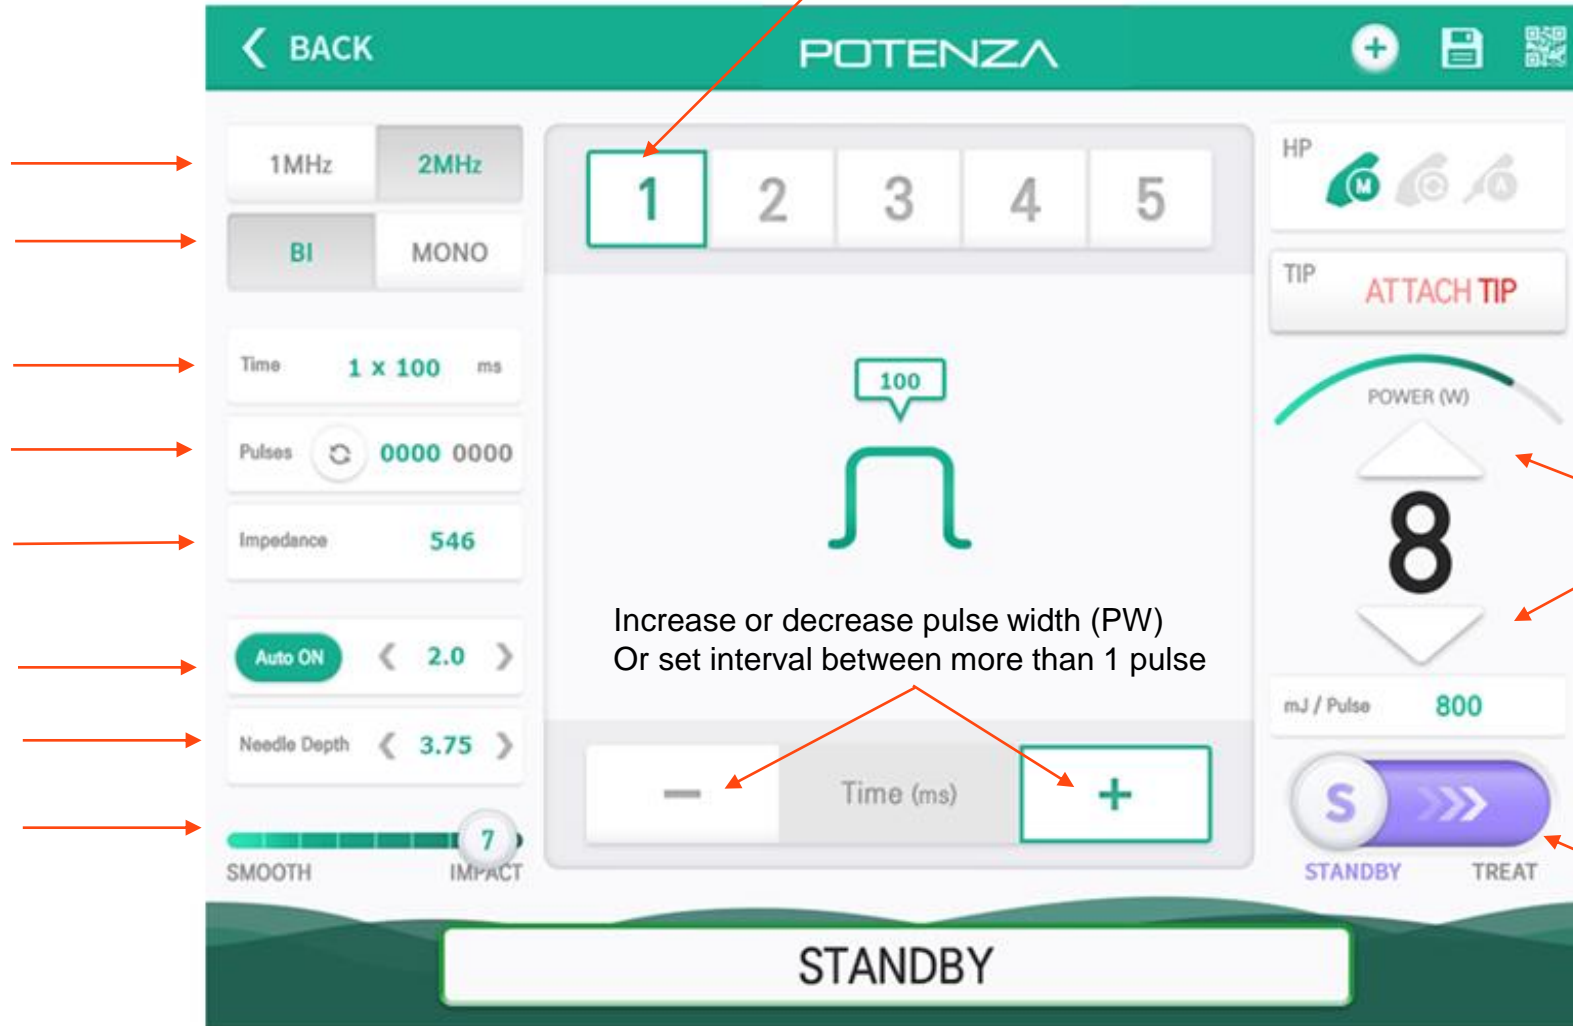 BACK
POTENZA
1MHz 2MHz
BI MONO
Time 1 x 100 ms
Pulses 0000 0000
Impedance 546
Auto ON 2.0
Needle Depth 3.75
7
SMOOTH IMPACT
1 2 3 4 5
100
Increase or decrease pulse width (PW)
Or set interval between more than 1 pulse
− Time (ms) +
HP M A
TIP ATTACH TIP
POWER (W)
8
mJ / Pulse 800
S
STANDBY TREAT
STANDBY